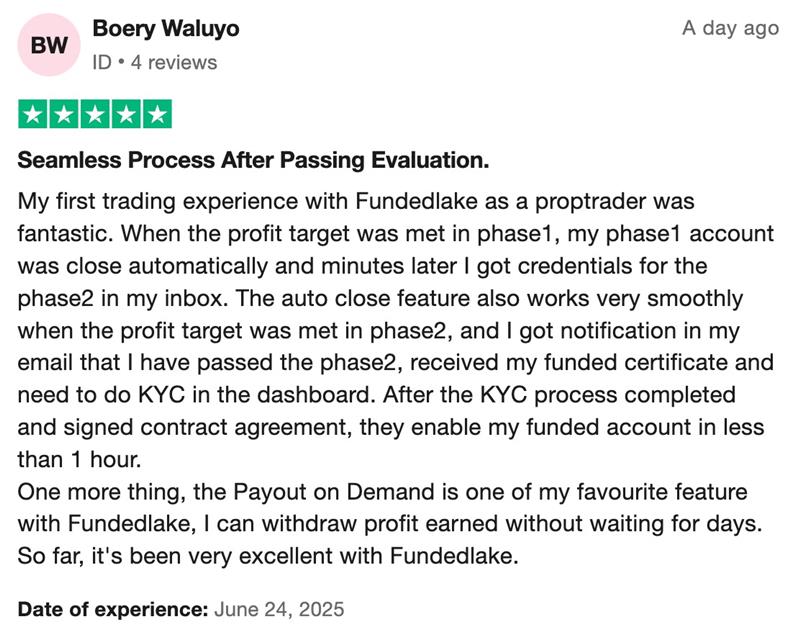 BW
Boery Waluyo
A day ago
ID • 4 reviews
Seamless Process After Passing Evaluation.
My first trading experience with Fundedlake as a proptrader was
fantastic. When the profit target was met in phase1, my phase1 account
was close automatically and minutes later I got credentials for the
phase2 in my inbox. The auto close feature also works very smoothly
when the profit target was met in phase2, and I got notification in my
email that I have passed the phase2, received my funded certificate and
need to do KYC in the dashboard. After the KYC process completed
and signed contract agreement, they enable my funded account in less
than 1 hour.
One more thing, the Payout on Demand is one of my favourite feature
with Fundedlake, I can withdraw profit earned without waiting for days.
So far, it's been very excellent with Fundedlake.
Date of experience: June 24, 2025